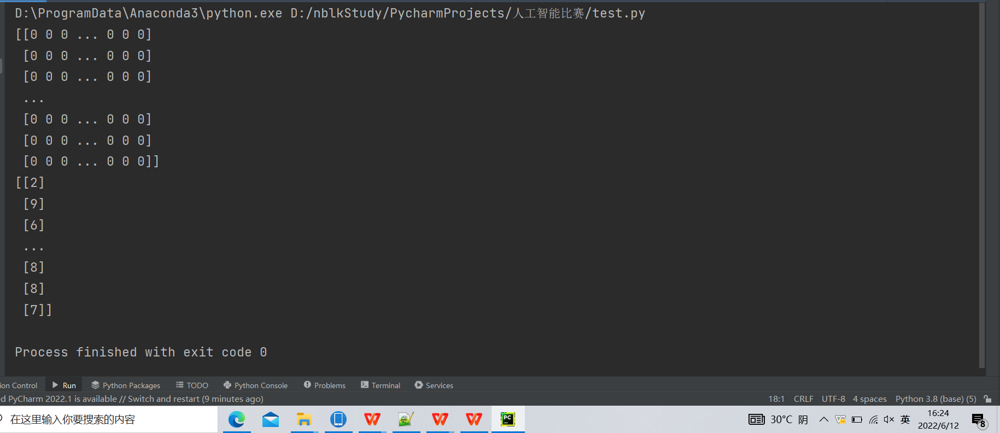 D:\ProgramData\Anaconda3\python.exe D:/nblkStudy/PycharmProjects/人工智能比赛/test.py
[[0 0 0 ... 0 0 0]
 [0 0 0 ... 0 0 0]
 [0 0 0 ... 0 0 0]
 ...
 [0 0 0 ... 0 0 0]
 [0 0 0 ... 0 0 0]
 [0 0 0 ... 0 0 0]]
[[2]
 [9]
 [6]
 ...
 [8]
 [8]
 [7]]
Process finished with exit code 0
ion Control Run Python Packages TODO Python Console Problems Terminal Services
d PyCharm 2022.1 is available // Switch and restart (9 minutes ago) 18:1 CRLF UTF-8 4 spaces Python 3.8 (base) (5)
在这里输入你要搜索的内容 PC 30°C 阴 英 16:24
2022/6/12 8